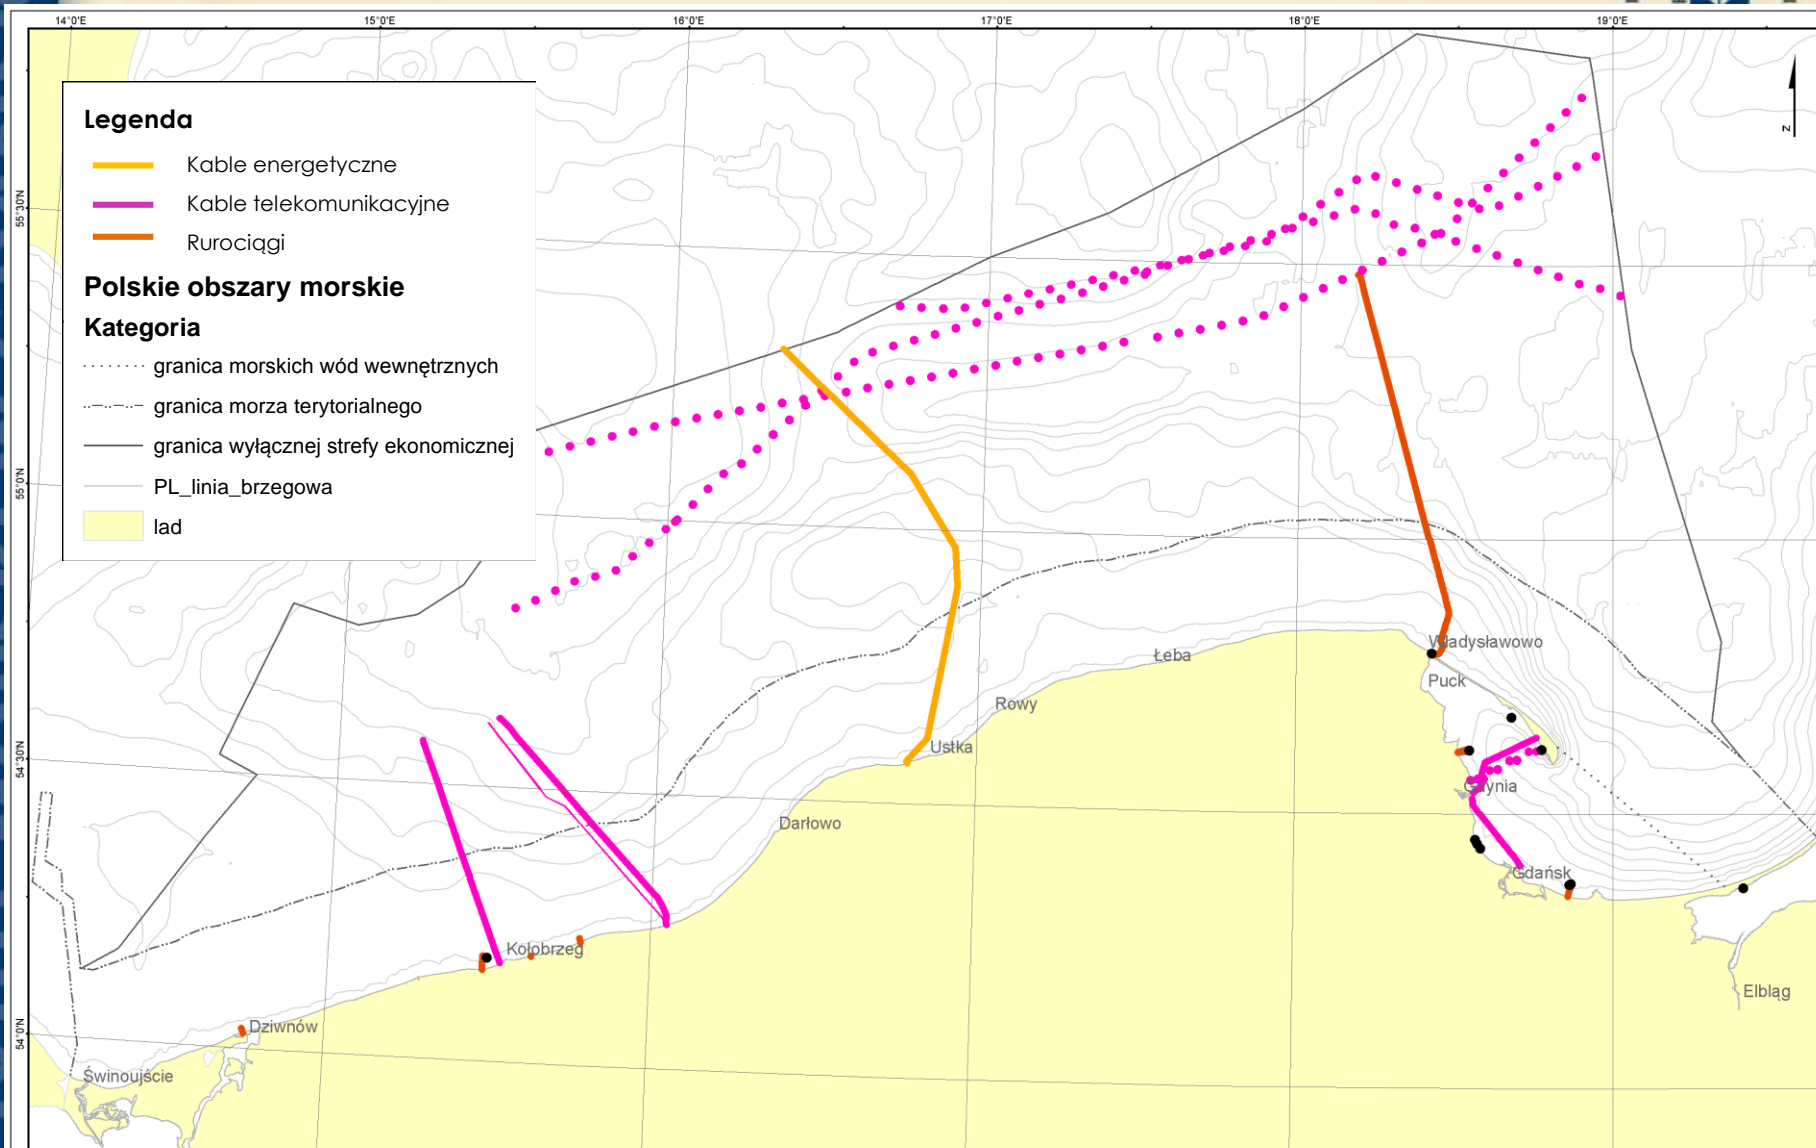 14°0'E 15°0'E 16°0'E 17°0'E 18°0'E 19°0'E
Legenda
Kable energetyczne
Kable telekomunikacyjne
Rurociągi
Polskie obszary morskie
Kategoria
granica morskich wód wewnętrznych
granica morza terytorialnego
granica wyłącznej strefy ekonomicznej
PL_linia_brzegowa
lad
N
55°30'N
55°0'N
54°30'N
54°0'N
Władysławowo
Łeba
Puck
Rowy
Ustka
Gdynia
Darłowo
Gdańsk
Kołobrzeg
Elbląg
Dziwnów
Świnoujście